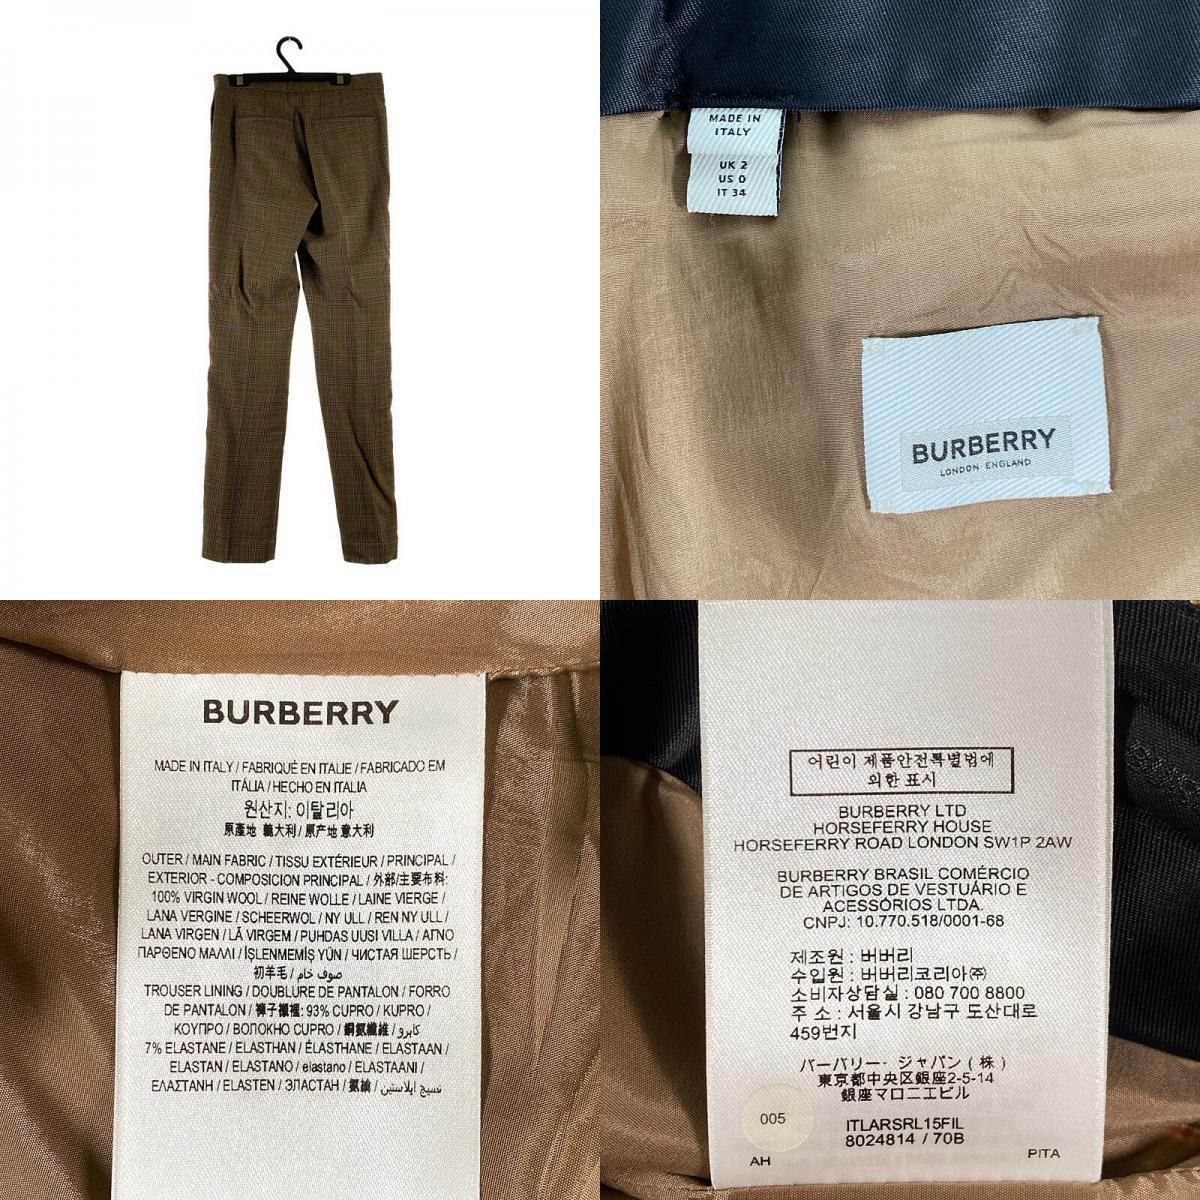 MADE IN
ITALY
UK 2
US 0
IT 34
BURBERRY
LONDON ENGLAND
BURBERRY
MADE IN ITALY / FABRIQUÉ EN ITALIE / FABRICADO EM
ITÁLIA / HECHO EN ITALIA
원산지: 이탈리아
原產地 義大利 / 原产地 意大利
OUTER / MAIN FABRIC / TISSU EXTÉRIEUR / PRINCIPAL /
EXTERIOR - COMPOSICION PRINCIPAL / 外部/主要布料:
100% VIRGIN WOOL / REINE WOLLE / LAINE VIERGE /
LANA VERGINE / SCHEERWOL / NY ULL / REN NY ULL /
LANA VIRGEN / LÃ VIRGEM / PUHDAS UUSI VILLA / ΑΓΝΟ
ΠΑΡΘΕΝΟ ΜΑΛΛΙ / İŞLENMEMİŞ YÜN / ЧИСТАЯ ШЕРСТЬ /
初羊毛 / صوف خام
TROUSER LINING / DOUBLURE DE PANTALON / FORRO
DE PANTALON / 褲子襯裡: 93% CUPRO / KUPRO /
ΚΟΥΠΡΟ / ВОЛОКНО CUPRO / 銅氨纖維 / كابرو
7% ELASTANE / ELASTHAN / ÉLASTHANE / ELASTAAN /
ELASTAN / ELASTANO / elastano / ELASTAANI /
ΕΛΑΣΤΑΝΗ / ELASTEN / ЭЛАСТАН / 氨綸 / نسيج إيلاستين
어린이 제품안전특별법에
의한 표시
BURBERRY LTD
HORSEFERRY HOUSE
HORSEFERRY ROAD LONDON SW1P 2AW
BURBERRY BRASIL COMÉRCIO
DE ARTIGOS DE VESTUÁRIO E
ACESSÓRIOS LTDA.
CNPJ: 10.770.518/0001-68
제조원 : 버버리
수입원 : 버버리코리아㈜
소비자상담실 : 080 700 8800
주 소 : 서울시 강남구 도산대로
459번지
バーバリー・ジャパン ( 株 )
東京都中央区銀座2-5-14
銀座マロニエビル
005
ITLARSRL15FIL
8024814 / 70B
AH
P/TA